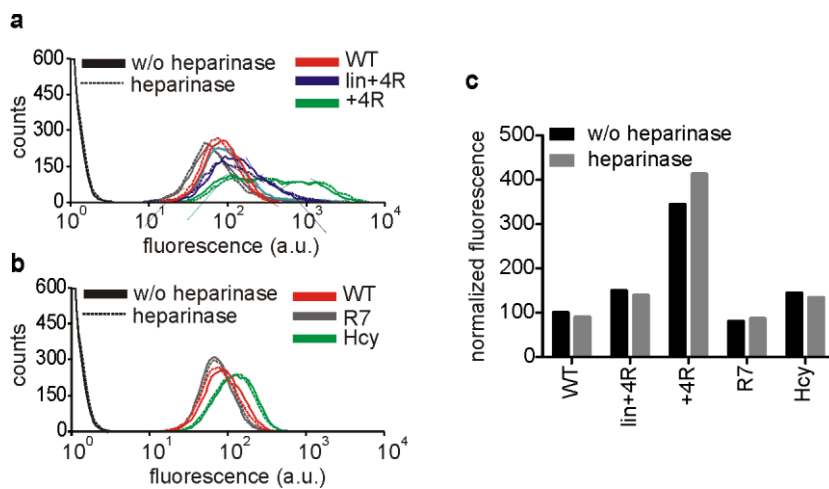 a
600
450
300
150
0
counts
w/o heparinase
heparinase
WT
lin+4R
+4R
10^0 10^1 10^2 10^3 10^4
fluorescence (a.u.)
b
600
450
300
150
0
counts
w/o heparinase
heparinase
WT
R7
Hcy
10^0 10^1 10^2 10^3 10^4
fluorescence (a.u.)
c
500
400
300
200
100
0
normalized fluorescence
w/o heparinase
heparinase
WT
lin+4R
+4R
R7
Hcy